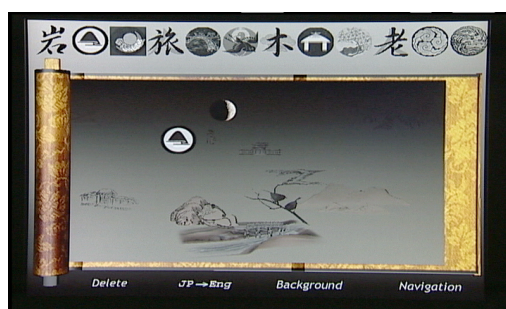 岩 旅 木 老
Delete JP→Eng Background Navigation